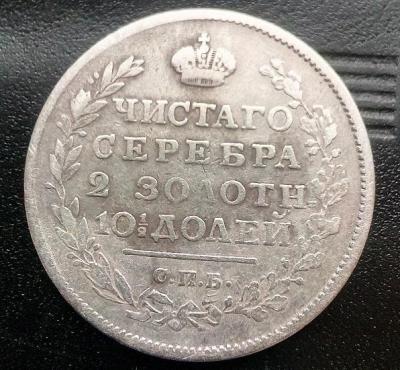 ЧИСТАГО
СЕРЕБРА
2 ЗОЛОТН.
10½ ДОЛЕЙ
С.П.Б.